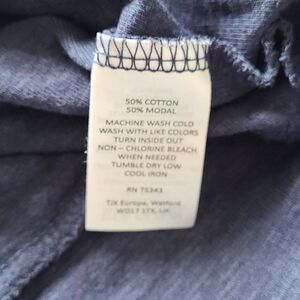 50% COTTON
50% MODAL
MACHINE WASH COLD
WASH WITH LIKE COLORS
TURN INSIDE OUT
NON – CHLORINE BLEACH
WHEN NEEDED
TUMBLE DRY LOW
COOL IRON
RN 75343
TJX Europe, Watford
WD17 1TX, UK